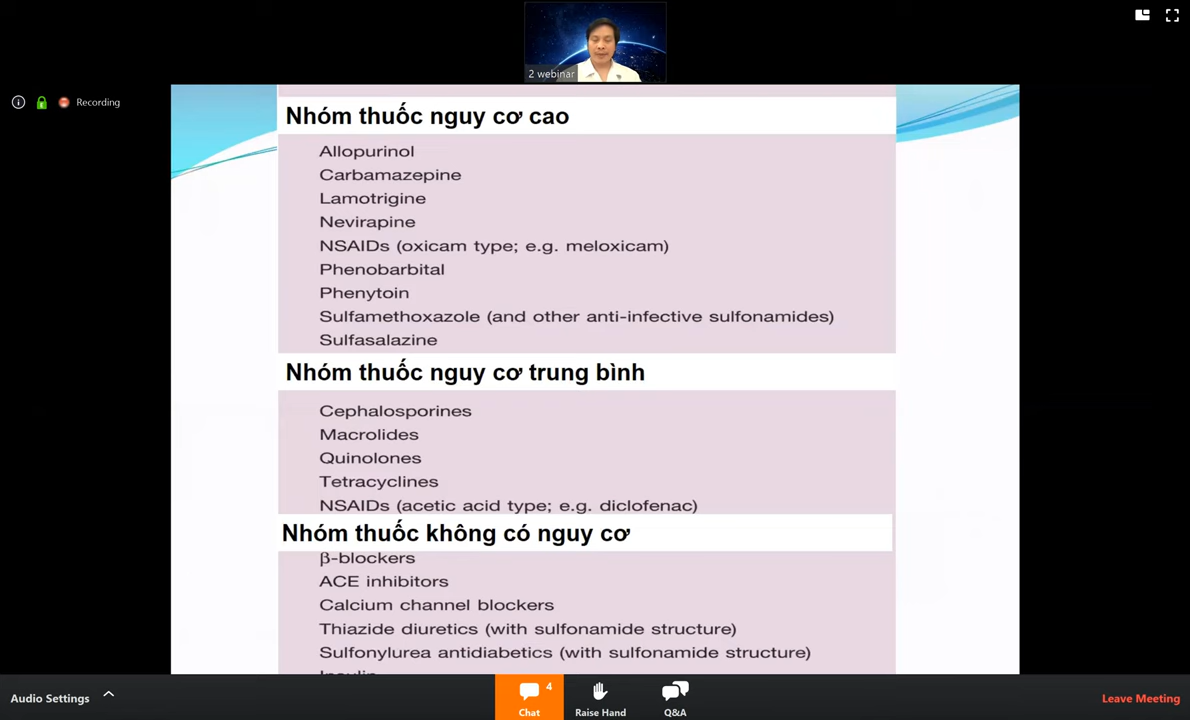 2 webinar
Recording
Nhóm thuốc nguy cơ cao
Allopurinol
Carbamazepine
Lamotrigine
Nevirapine
NSAIDs (oxicam type; e.g. meloxicam)
Phenobarbital
Phenytoin
Sulfamethoxazole (and other anti-infective sulfonamides)
Sulfasalazine
Nhóm thuốc nguy cơ trung bình
Cephalosporines
Macrolides
Quinolones
Tetracyclines
NSAIDs (acetic acid type; e.g. diclofenac)
Nhóm thuốc không có nguy cơ
β-blockers
ACE inhibitors
Calcium channel blockers
Thiazide diuretics (with sulfonamide structure)
Sulfonylurea antidiabetics (with sulfonamide structure)
Insulin
Audio Settings
4
Chat
Raise Hand
Q&A
Leave Meeting